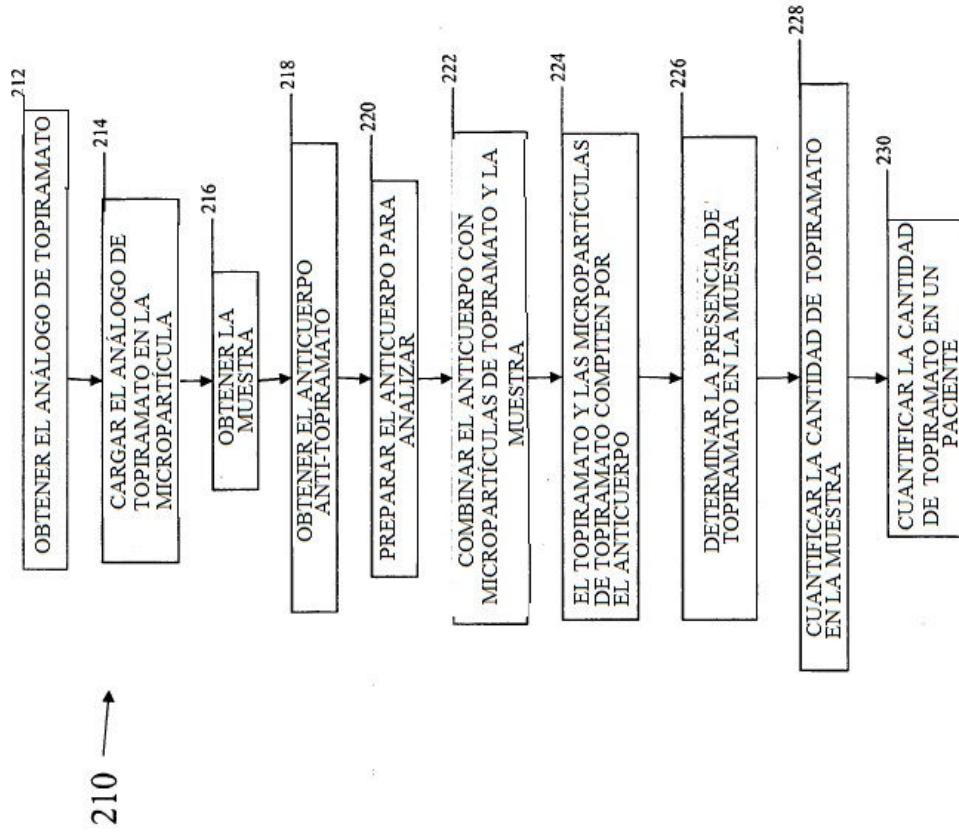 210
212
OBTENER EL ANÁLOGO DE TOPIRAMATO
214
CARGAR EL ANÁLOGO DE
TOPIRAMATO EN LA
MICROPARTÍCULA
216
OBTENER LA
MUESTRA
218
OBTENER EL ANTICUERPO
ANTI-TOPIRAMATO
220
PREPARAR EL ANTICUERPO PARA
ANALIZAR
222
COMBINAR EL ANTICUERPO CON
MICROPARTÍCULAS DE TOPIRAMATO Y LA
MUESTRA
224
EL TOPIRAMATO Y LAS MICROPARTÍCULAS
DE TOPIRAMATO COMPITEN POR
EL ANTICUERPO
226
DETERMINAR LA PRESENCIA DE
TOPIRAMATO EN LA MUESTRA
228
CUANTIFICAR LA CANTIDAD DE TOPIRAMATO
EN LA MUESTRA
230
CUANTIFICAR LA CANTIDAD
DE TOPIRAMATO EN UN
PACIENTE